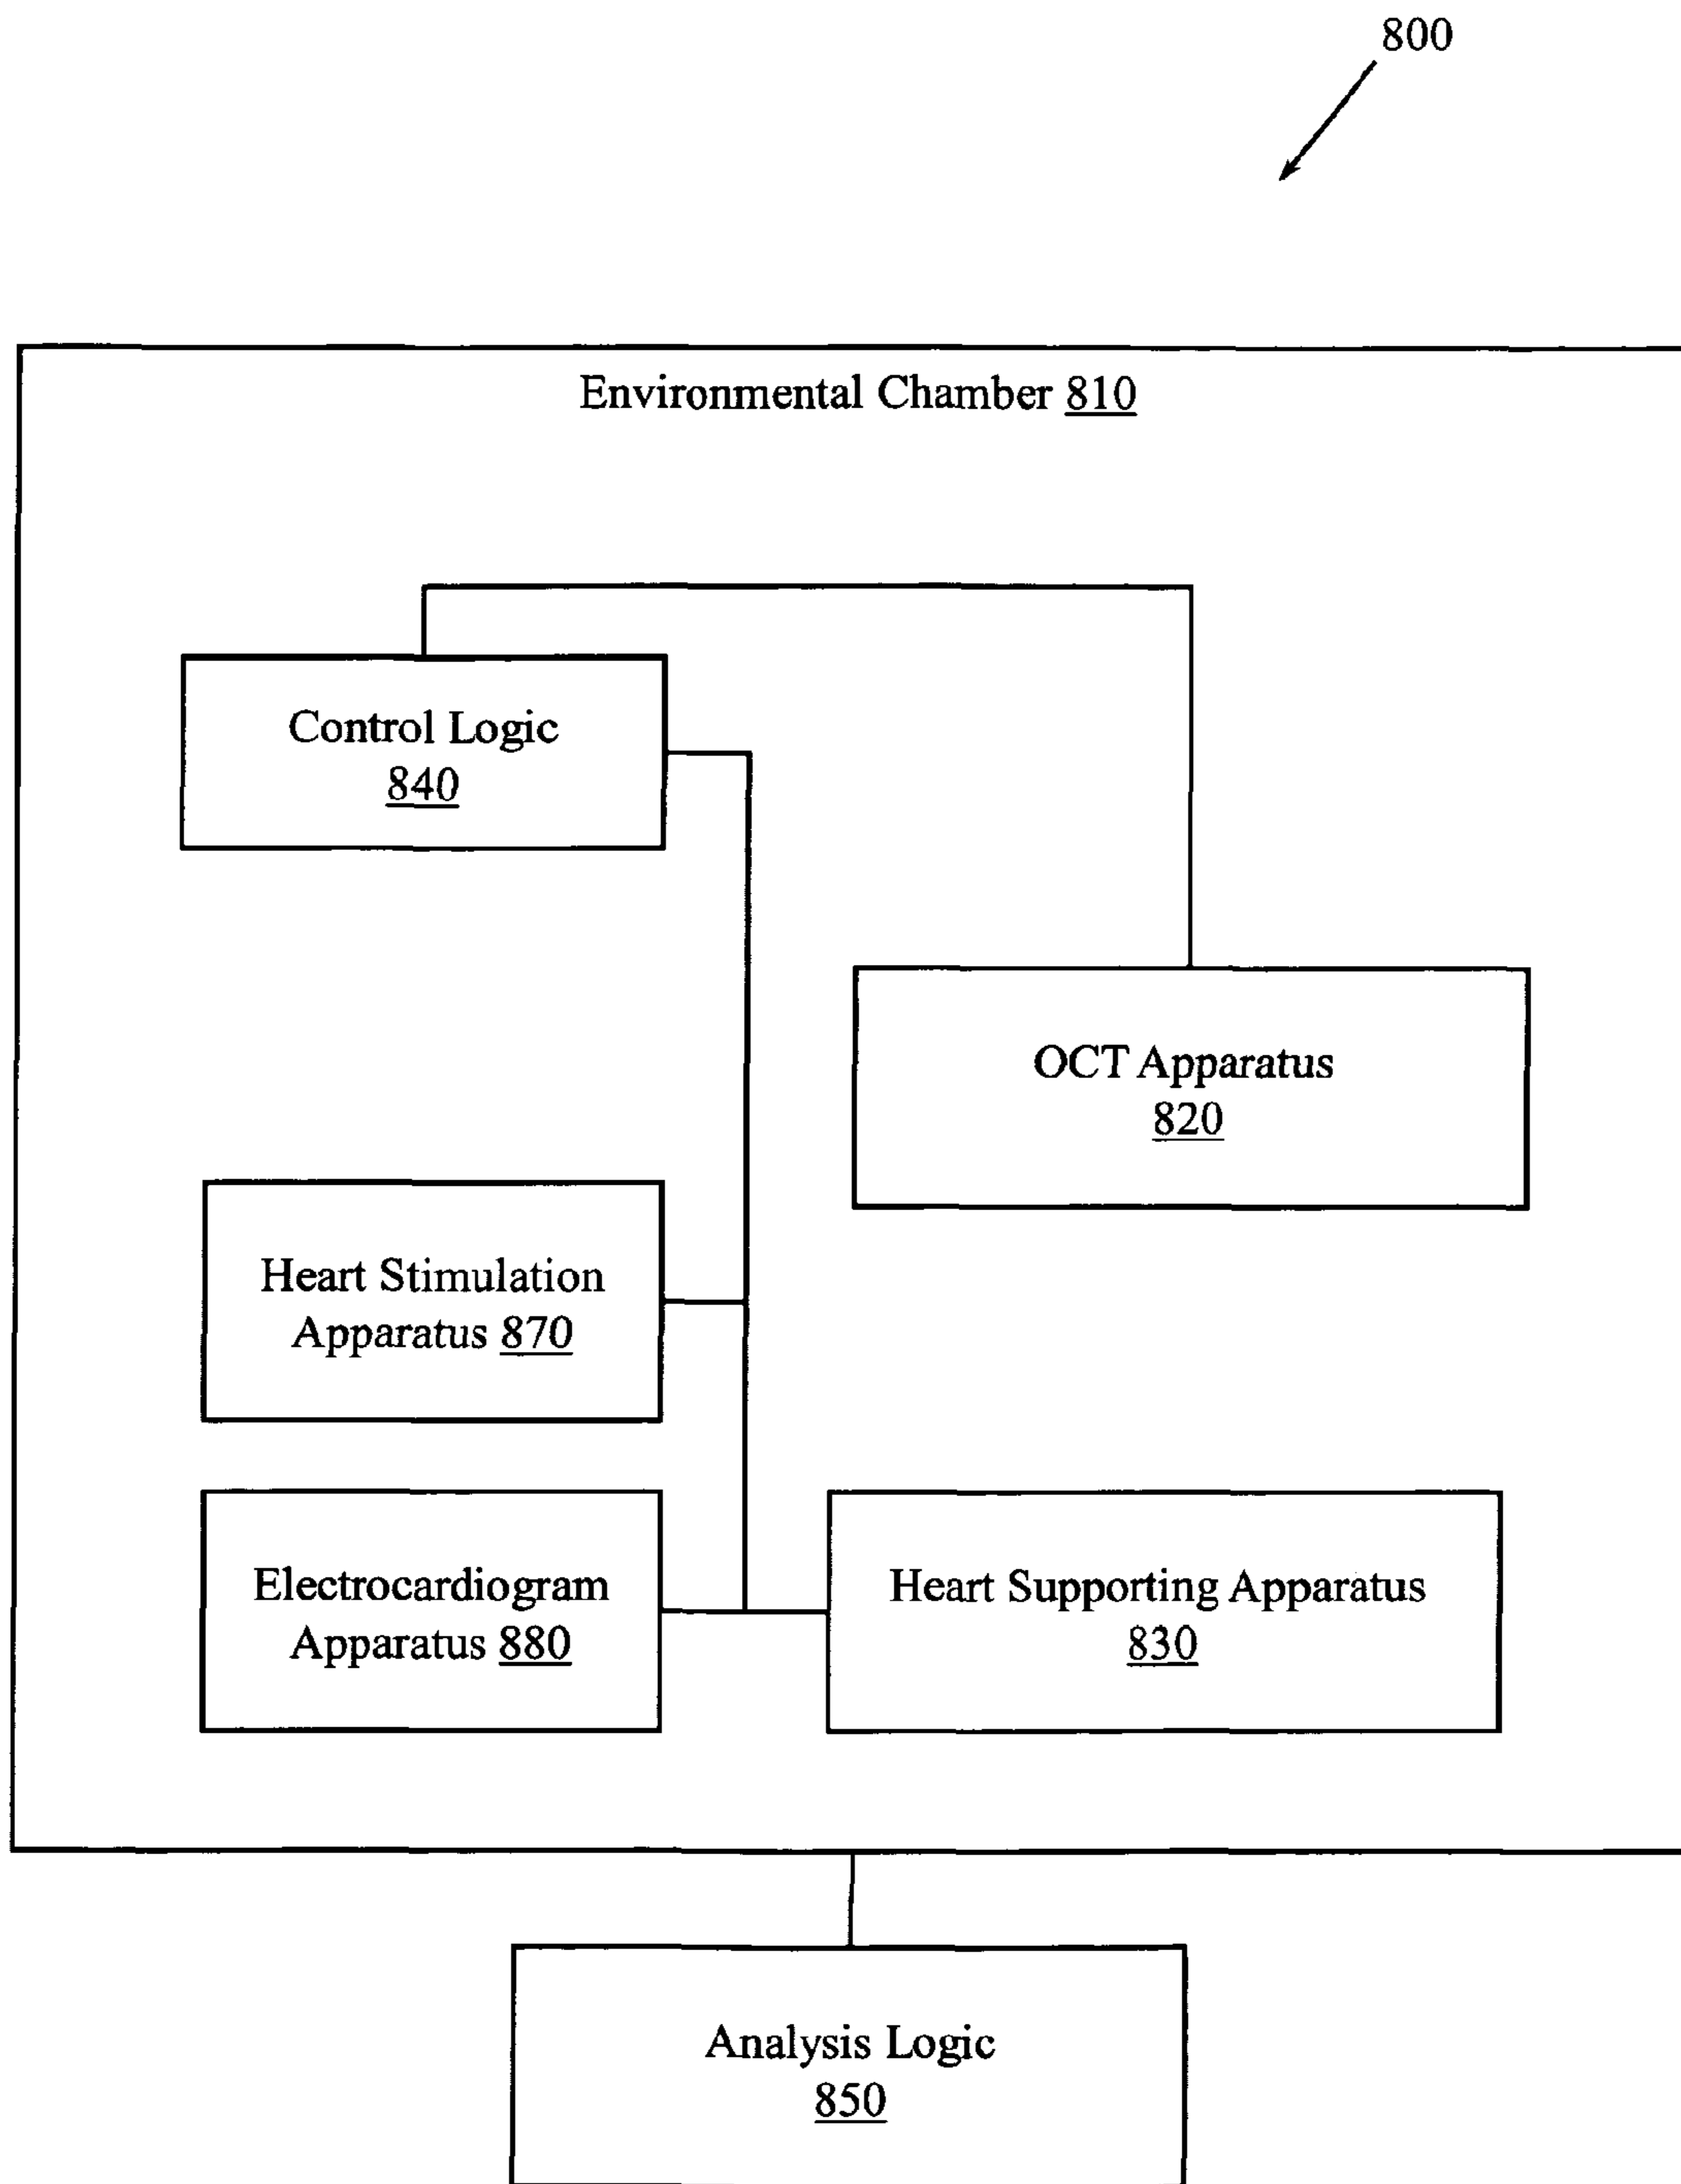 800
Environmental Chamber 810
Control Logic
840
OCT Apparatus
820
Heart Stimulation
Apparatus 870
Electrocardiogram
Apparatus 880
Heart Supporting Apparatus
830
Analysis Logic
850